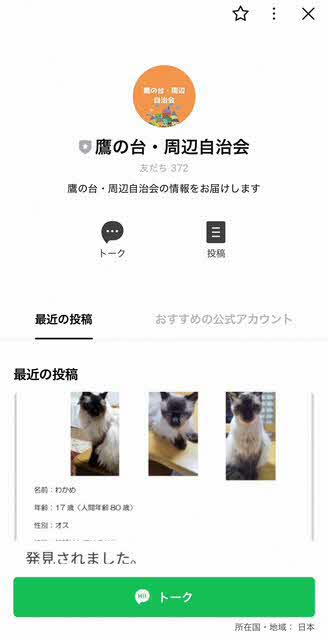 鷹の台・周辺
自治会
鷹の台・周辺自治会
友だち 372
鷹の台・周辺自治会の情報をお届けします
トーク
投稿
最近の投稿
おすすめの公式アカウント
最近の投稿
名前：わかめ
年齢：17歳（人間年齢80歳）
性別：オス
発見されました。
Hi!
トーク
所在国・地域： 日本